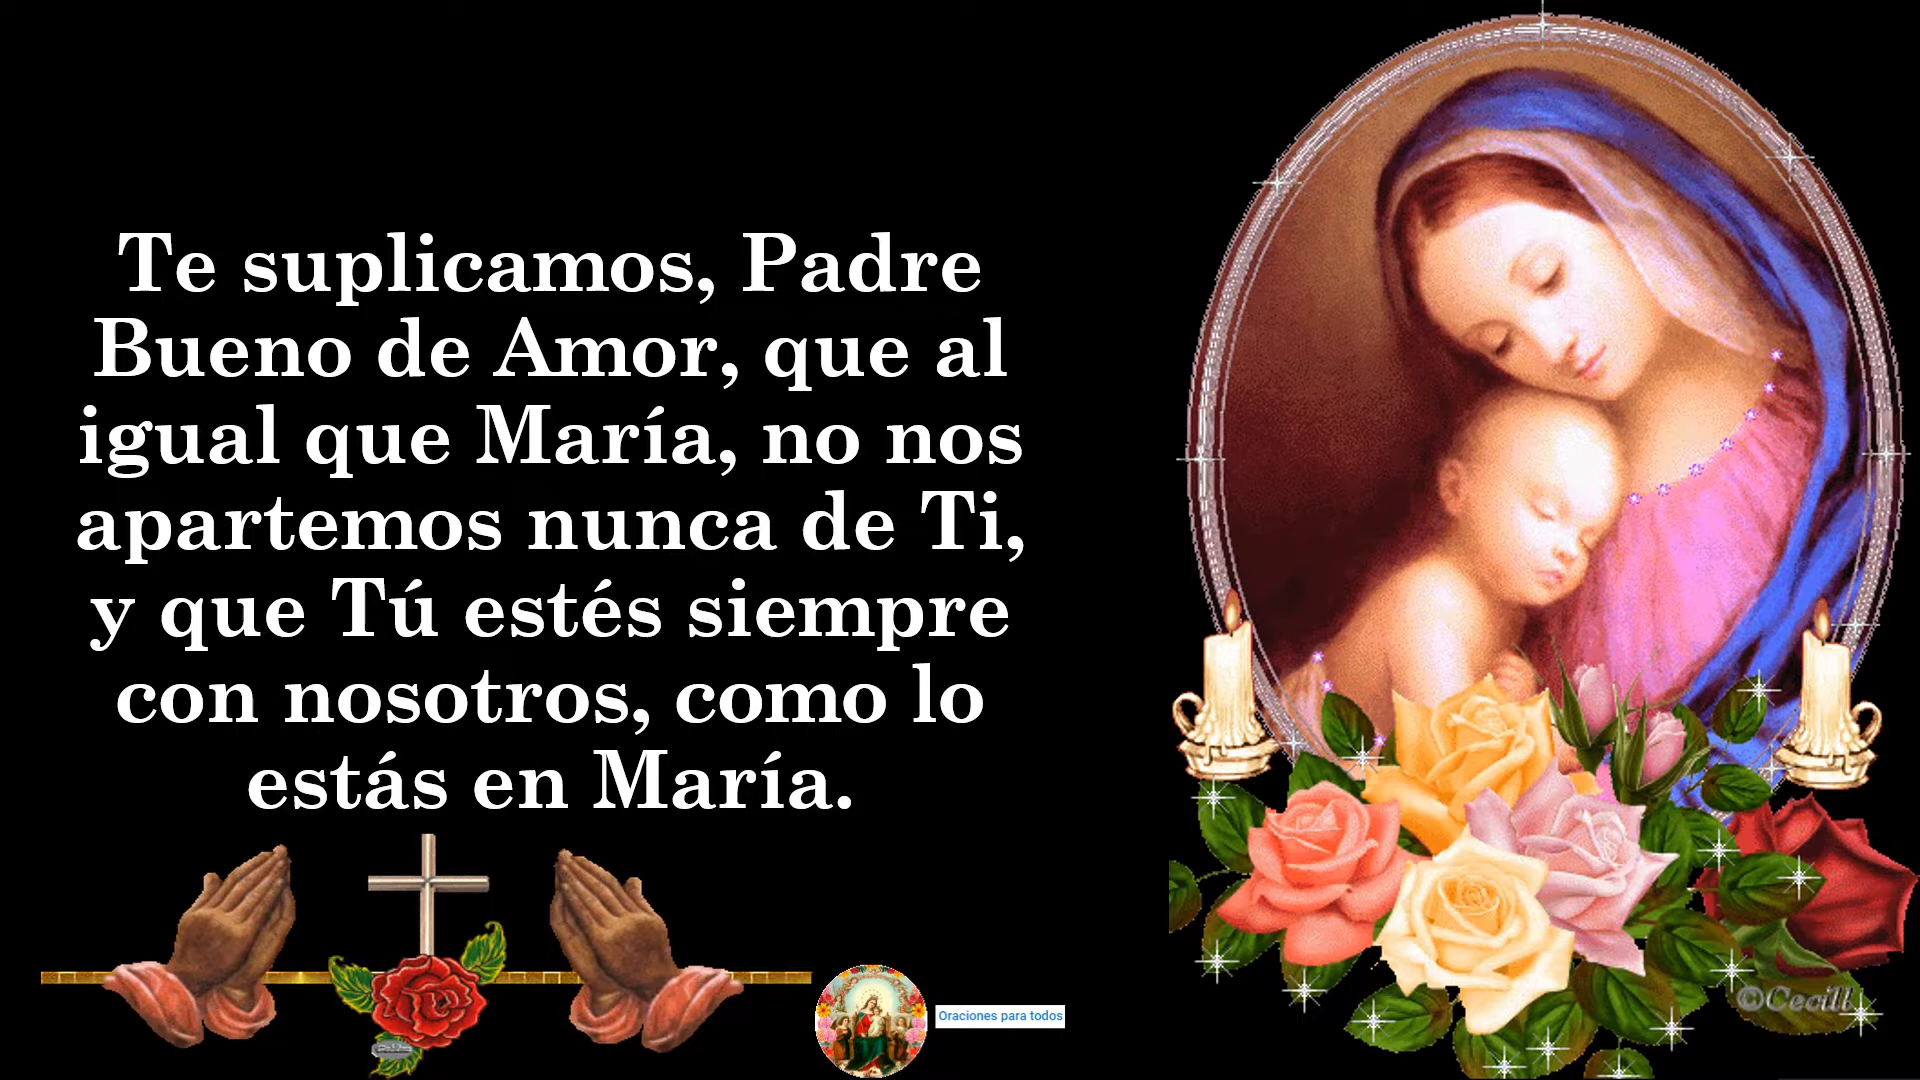 Te suplicamos, Padre
Bueno de Amor, que al
igual que María, no nos
apartemos nunca de Ti,
y que Tú estés siempre
con nosotros, como lo
estás en María.
Oraciones para todos
©Cecill